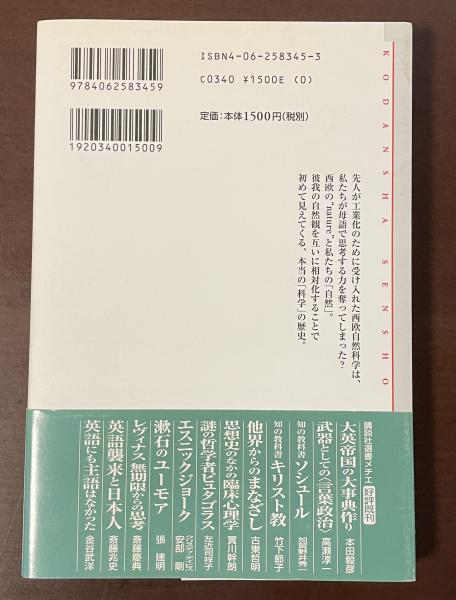 ISBN4-06-258345-3
C0340 ¥1500E (0)
9784062583459
定価:本体1500円(税別)
1920340015009
KODANSHA SENSHO
先人が工業化のために受け入れた西欧自然科学は、
私たちが母語で思考する力を奪ってしまった?
西欧の"nature"と私たちの「自然」。
彼我の自然観を互いに相対化することで
初めて見えてくる、本当の「科学」の歴史。
講談社選書メチエ 好評既刊
大英帝国の大事典作り 本田毅彦
武器としての〈言葉政治〉 高瀬淳一
知の教科書 ソシュール 加賀野井秀一
知の教科書 キリスト教 竹下節子
他界からのまなざし 古東哲明
思想史のなかの臨床心理学 實川幹朗
謎の哲学者ピュタゴラス 左近司祥子
エスニックジョーク 安部 剛
漱石のユーモア 張 建明
レヴィナス 無起源からの思考 斎藤慶典
英語襲来と日本人 斎藤兆史
英語にも主語はなかった 金谷武洋